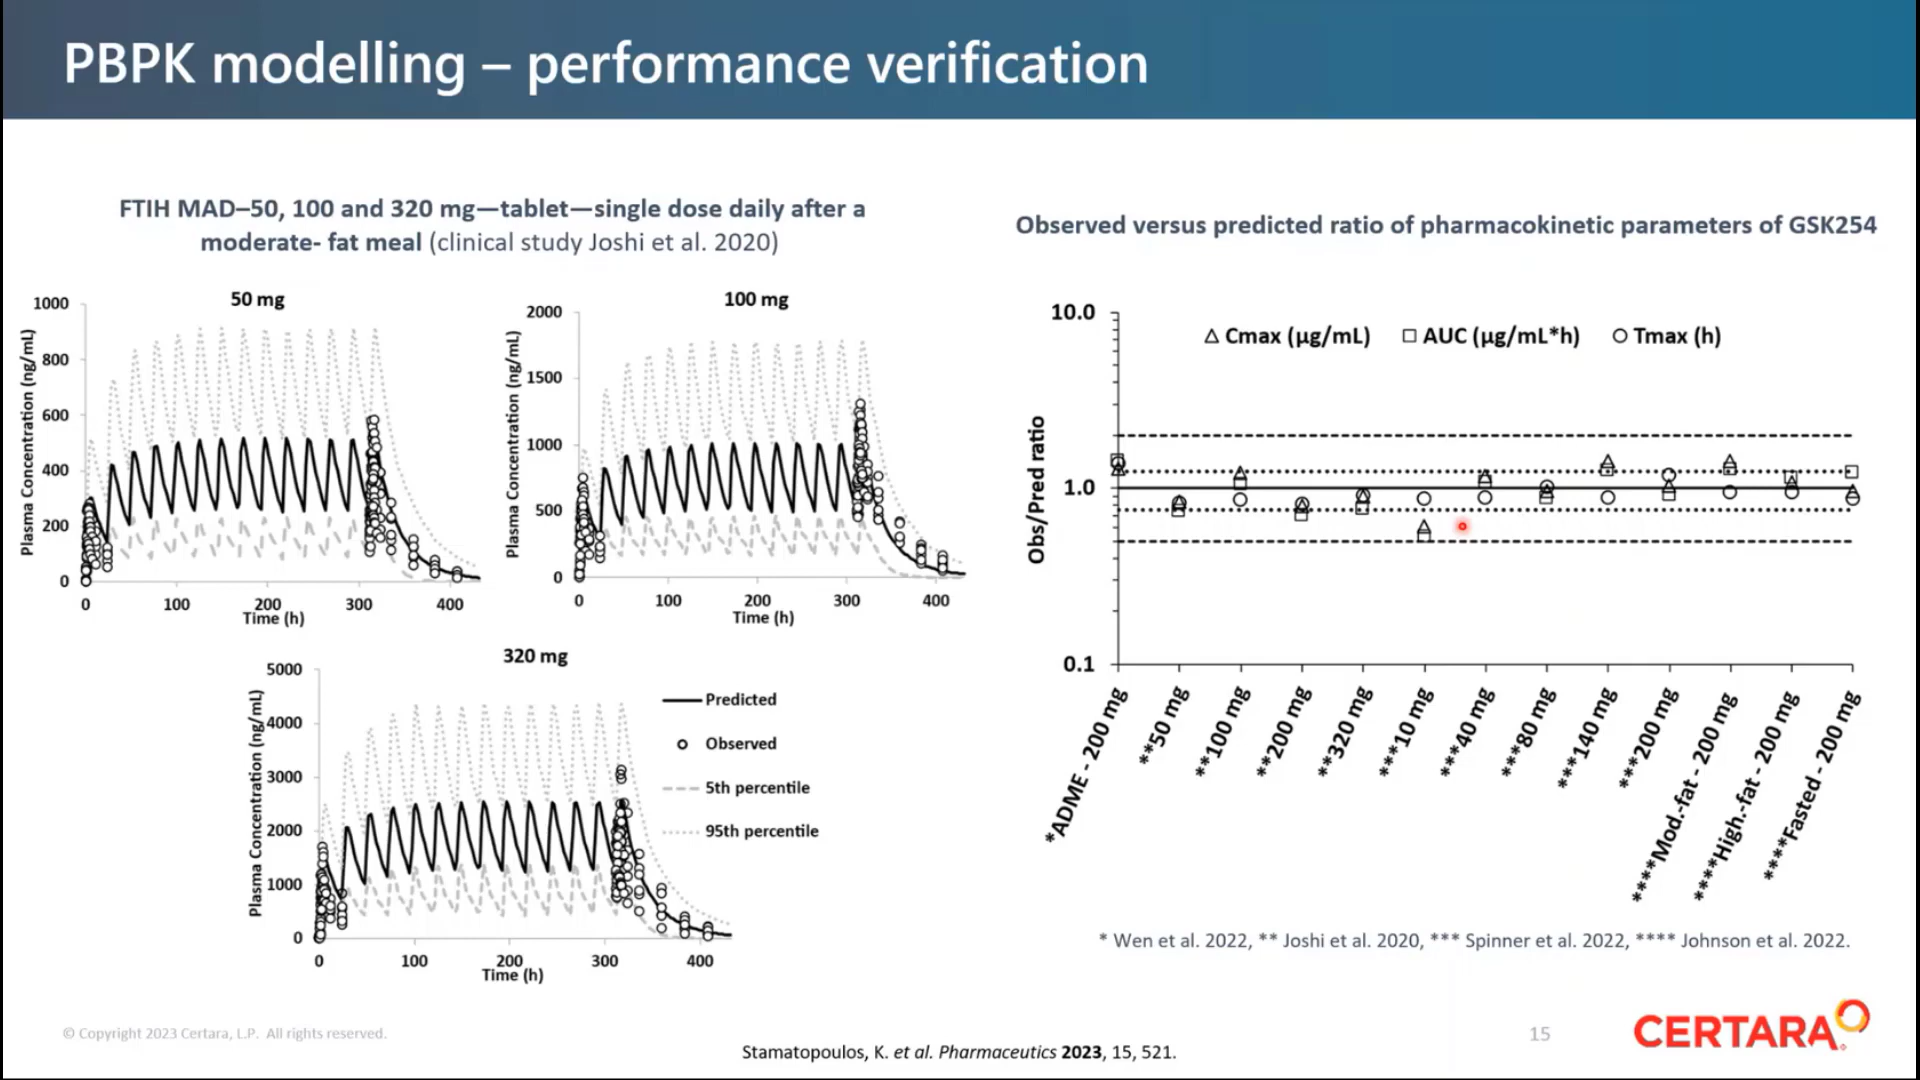 PBPK modelling – performance verification
FTIH MAD–50, 100 and 320 mg—tablet—single dose daily after a
moderate- fat meal (clinical study Joshi et al. 2020)
50 mg
1000
800
600
400
200
0
Plasma Concentration (ng/mL)
0 100 200 300 400
Time (h)
100 mg
2000
1500
1000
500
0
Plasma Concentration (ng/mL)
0 100 200 300 400
Time (h)
320 mg
5000
4000
3000
2000
1000
0
Plasma Concentration (ng/mL)
0 100 200 300 400
Time (h)
Predicted
Observed
5th percentile
95th percentile
Observed versus predicted ratio of pharmacokinetic parameters of GSK254
10.0
1.0
0.1
Obs/Pred ratio
Cmax (µg/mL) AUC (µg/mL*h) Tmax (h)
*ADME - 200 mg
**50 mg
**100 mg
**200 mg
**320 mg
***10 mg
***40 mg
***80 mg
***140 mg
***200 mg
****Mod.-fat - 200 mg
****High.-fat - 200 mg
****Fasted - 200 mg
* Wen et al. 2022, ** Joshi et al. 2020, *** Spinner et al. 2022, **** Johnson et al. 2022.
© Copyright 2023 Certara, L.P. All rights reserved.
Stamatopoulos, K. et al. Pharmaceutics 2023, 15, 521.
15
CERTARA